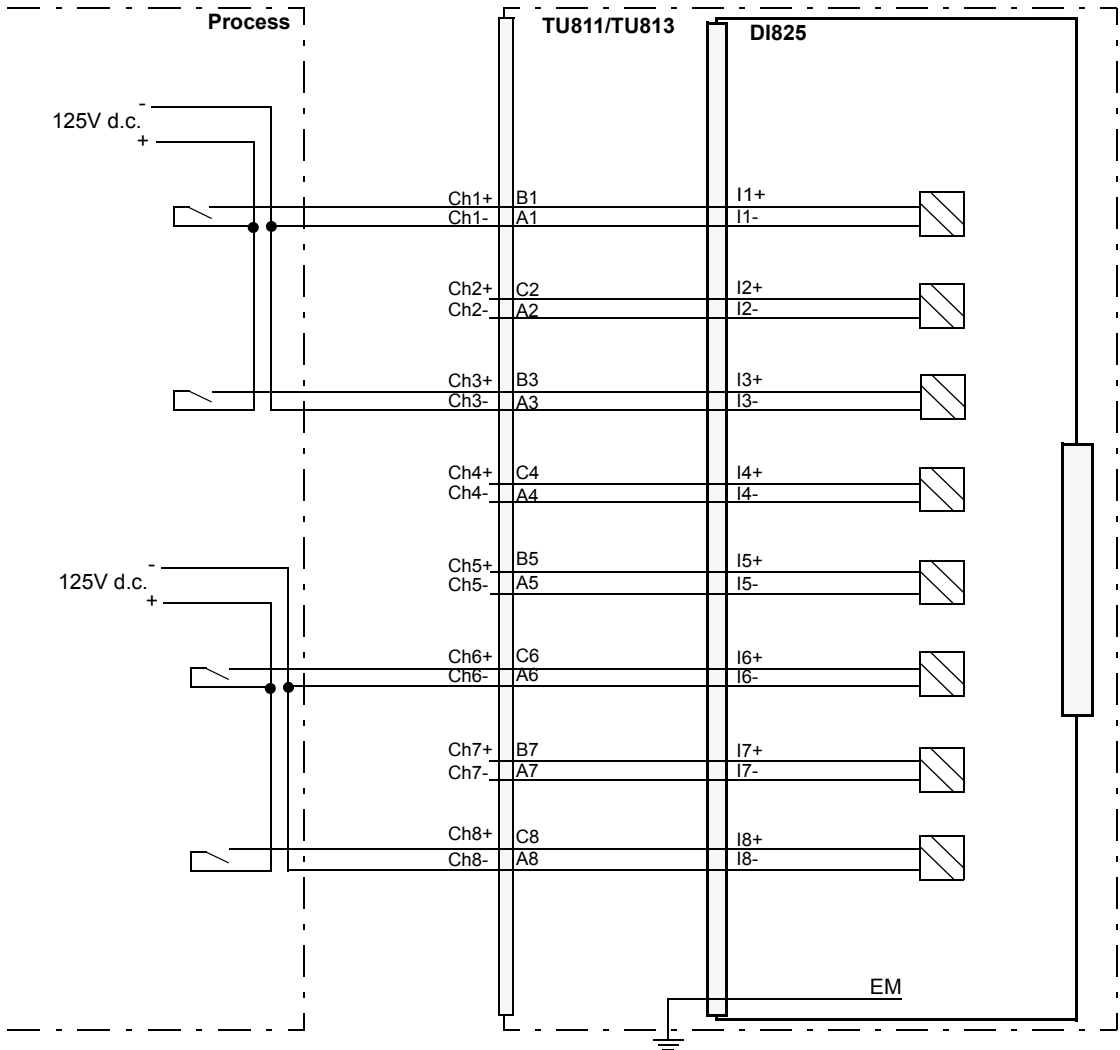 Process
TU811/TU813
DI825
-
125V d.c.
+
Ch1+ B1 I1+
Ch1- A1 I1-
Ch2+ C2 I2+
Ch2- A2 I2-
Ch3+ B3 I3+
Ch3- A3 I3-
Ch4+ C4 I4+
Ch4- A4 I4-
-
125V d.c.
+
Ch5+ B5 I5+
Ch5- A5 I5-
Ch6+ C6 I6+
Ch6- A6 I6-
Ch7+ B7 I7+
Ch7- A7 I7-
Ch8+ C8 I8+
Ch8- A8 I8-
EM